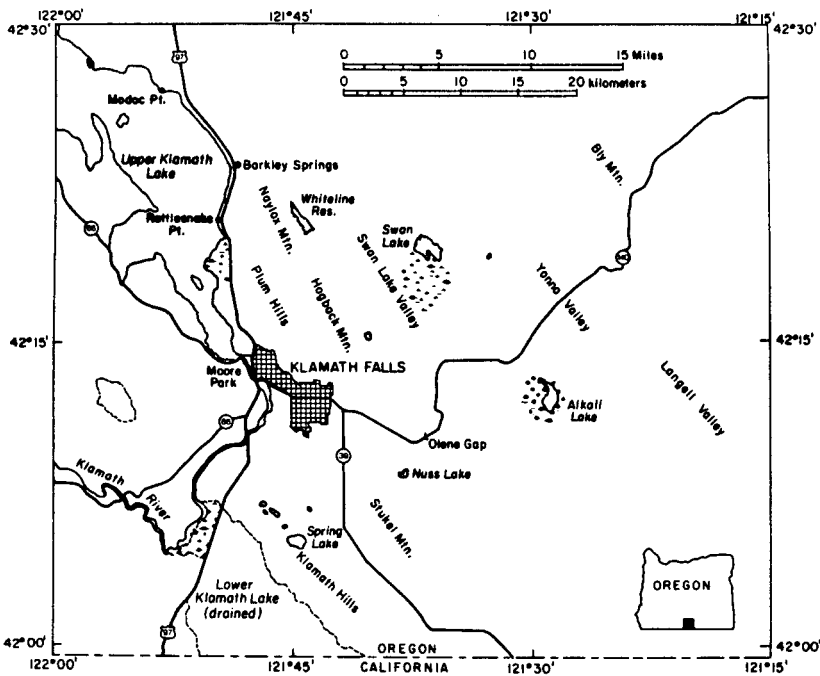 122°00'
121°45'
121°30'
121°15'
42°30'
42°30'
97
0 5 10 15 Miles
0 5 10 15 20 kilometers
Modoc Pt.
Upper Klamath
Lake
Barkley Springs
Bly Mtn.
Whiteline
Res.
Naylox Mtn.
Rattlesnake
Pt.
Swan
Lake
Swan Lake Valley
140
Yonna Valley
Plum Hills
Hogback Mtn.
42°15'
42°15'
KLAMATH FALLS
Moore
Park
Langell Valley
Alkali
Lake
66
Olene Gap
39
Nuss Lake
Klamath
River
Stukel Mtn.
Spring
Lake
Klamath Hills
OREGON
Lower
Klamath Lake
(drained)
97
42°00'
42°00'
OREGON
CALIFORNIA
122°00'
121°45'
121°30'
121°15'